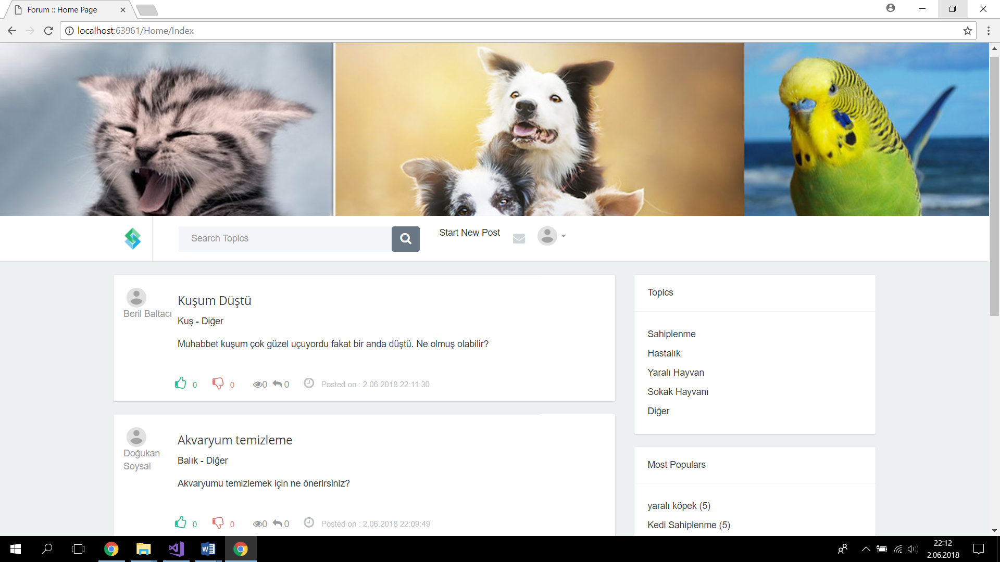 Forum :: Home Page
localhost:63961/Home/Index
Search Topics
Start New Post
Beril Baltacı
Kuşum Düştü
Kuş - Diğer
Muhabbet kuşum çok güzel uçuyordu fakat bir anda düştü. Ne olmuş olabilir?
0
0
0
0
Posted on : 2.06.2018 22:11:30
Doğukan
Soysal
Akvaryum temizleme
Balık - Diğer
Akvaryumu temizlemek için ne önerirsiniz?
0
0
0
0
Posted on : 2.06.2018 22:09:49
Topics
Sahiplenme
Hastalık
Yaralı Hayvan
Sokak Hayvanı
Diğer
Most Populars
yaralı köpek (5)
Kedi Sahiplenme (5)
22:12
2.06.2018